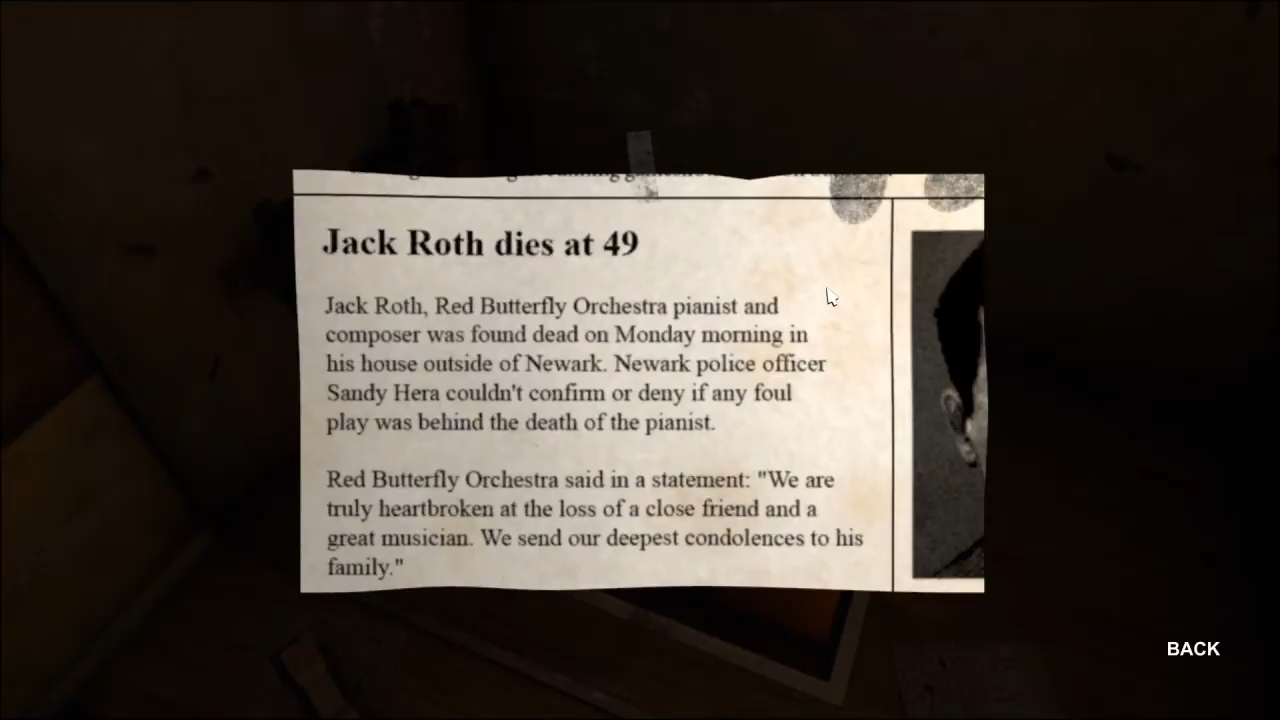 Jack Roth dies at 49
Jack Roth, Red Butterfly Orchestra pianist and
composer was found dead on Monday morning in
his house outside of Newark. Newark police officer
Sandy Hera couldn't confirm or deny if any foul
play was behind the death of the pianist.
Red Butterfly Orchestra said in a statement: "We are
truly heartbroken at the loss of a close friend and a
great musician. We send our deepest condolences to his
family."
BACK